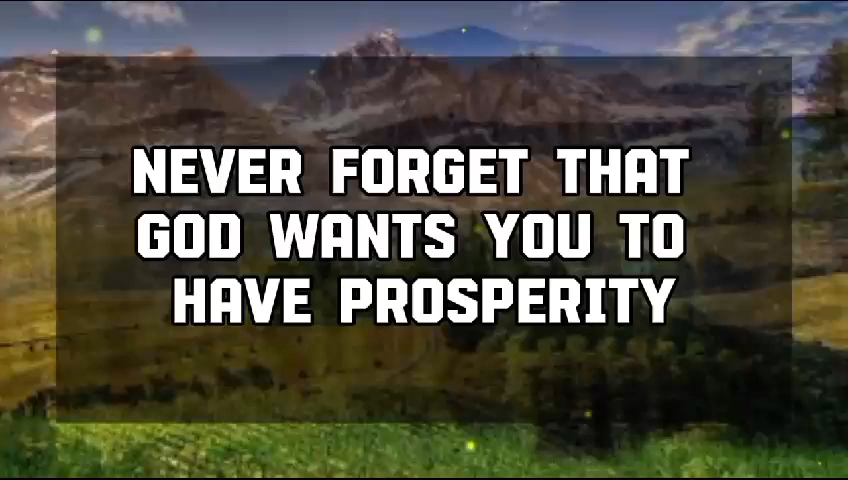 NEVER FORGET THAT
GOD WANTS YOU TO
HAVE PROSPERITY